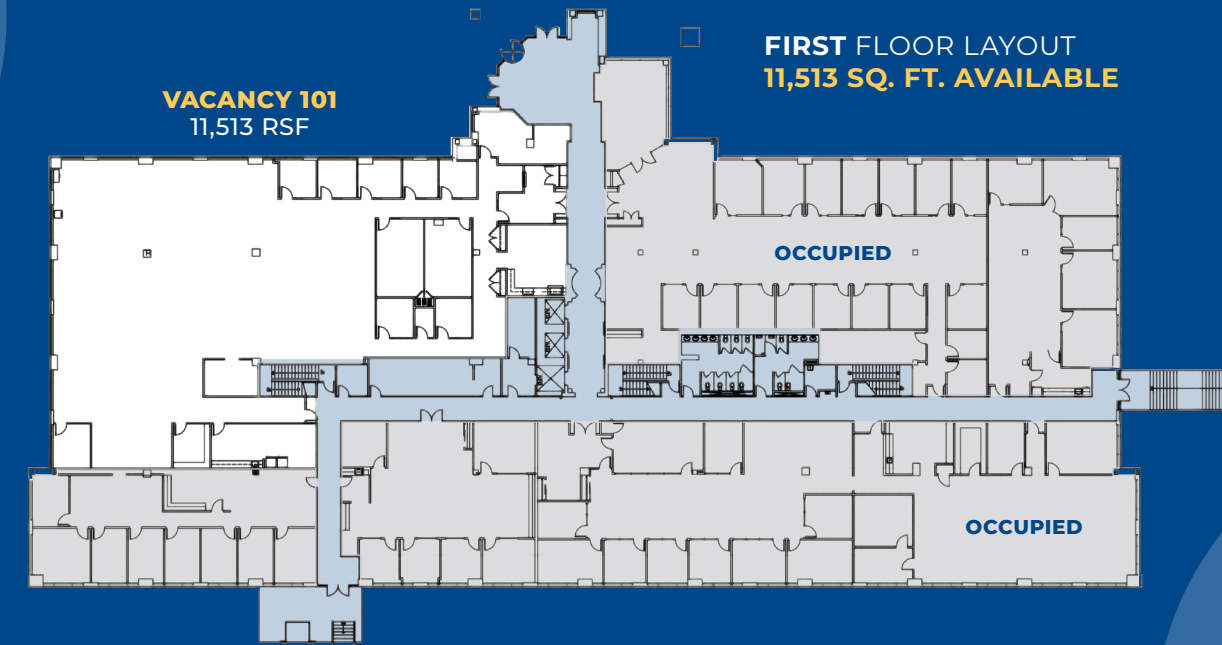 FIRST FLOOR LAYOUT
11,513 SQ. FT. AVAILABLE
VACANCY 101
11,513 RSF
OCCUPIED
OCCUPIED